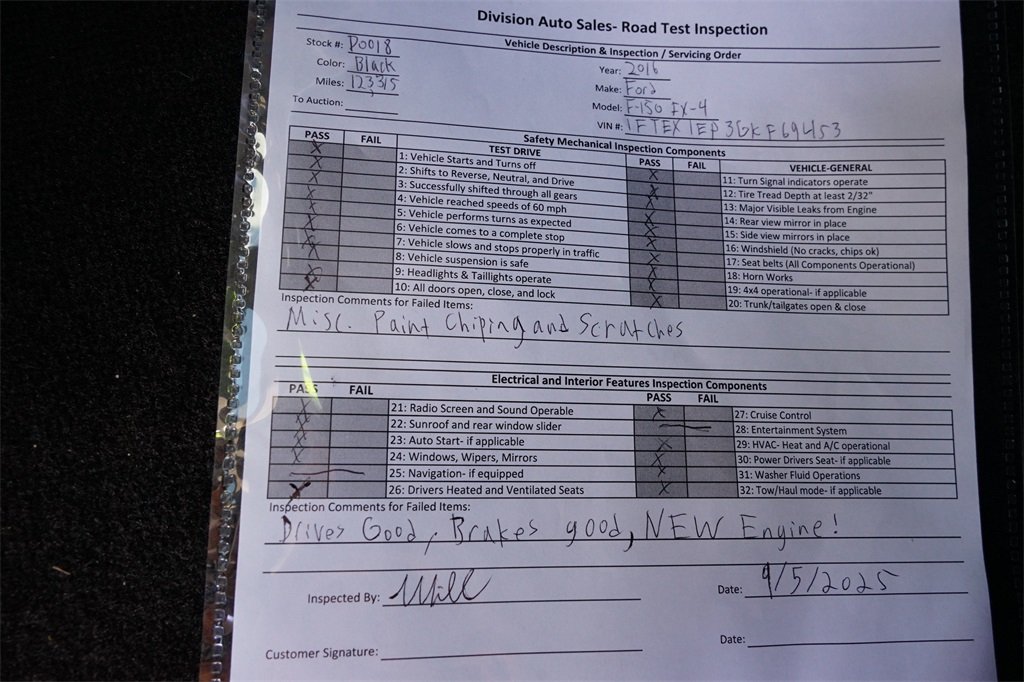 Division Auto Sales- Road Test Inspection
Vehicle Description & Inspection / Servicing Order
Stock #: P0018
Color: Black
Miles: 123315
To Auction:
Year: 2016
Make: Ford
Model: F-150 FX-4
VIN #: 1FTEX1EP3GKF69453
Safety Mechanical Inspection Components
PASS FAIL TEST DRIVE
1: Vehicle Starts and Turns off
2: Shifts to Reverse, Neutral, and Drive
3: Successfully shifted through all gears
4: Vehicle reached speeds of 60 mph
5: Vehicle performs turns as expected
6: Vehicle comes to a complete stop
7: Vehicle slows and stops properly in traffic
8: Vehicle suspension is safe
9: Headlights & Taillights operate
10: All doors open, close, and lock
PASS FAIL VEHICLE-GENERAL
11: Turn Signal indicators operate
12: Tire Tread Depth at least 2/32"
13: Major Visible Leaks from Engine
14: Rear view mirror in place
15: Side view mirrors in place
16: Windshield (No cracks, chips ok)
17: Seat belts (All Components Operational)
18: Horn Works
19: 4x4 operational- if applicable
20: Trunk/tailgates open & close
Inspection Comments for Failed Items:
Misc. Paint Chiping and Scratches
Electrical and Interior Features Inspection Components
PASS FAIL
21: Radio Screen and Sound Operable
22: Sunroof and rear window slider
23: Auto Start- if applicable
24: Windows, Wipers, Mirrors
25: Navigation- if equipped
26: Drivers Heated and Ventilated Seats
PASS FAIL
27: Cruise Control
28: Entertainment System
29: HVAC- Heat and A/C operational
30: Power Drivers Seat- if applicable
31: Washer Fluid Operations
32: Tow/Haul mode- if applicable
Inspection Comments for Failed Items:
Drives Good, Brakes good, NEW Engine!
Inspected By: Will
Date: 9/5/2025
Customer Signature:
Date: